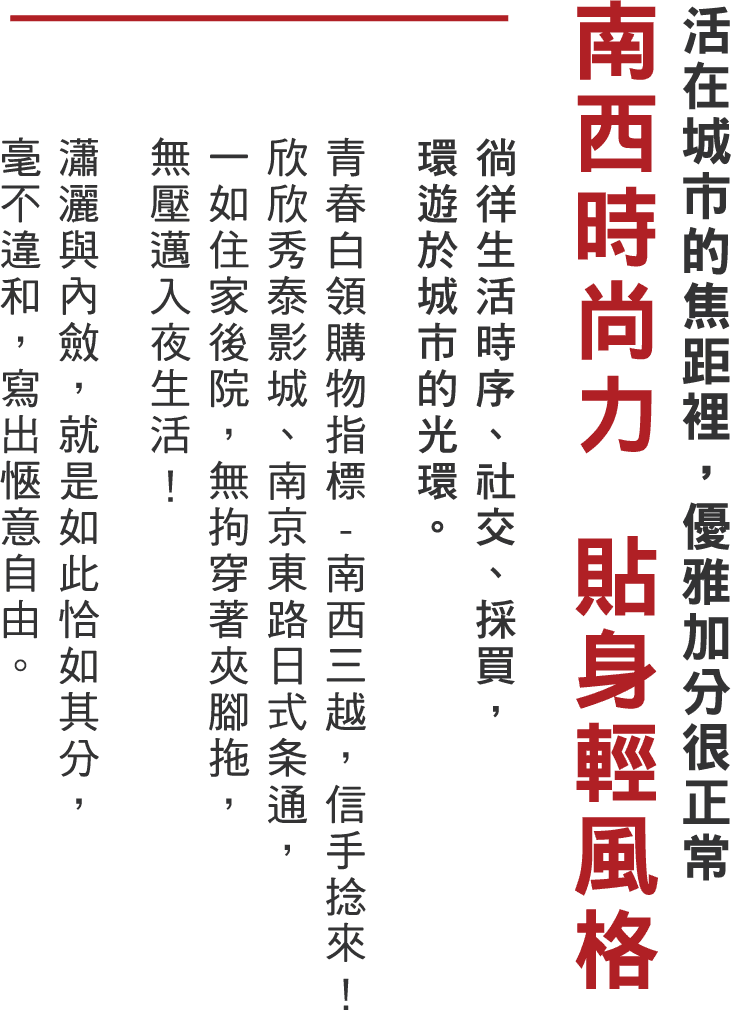 活在城市的焦距裡，優雅加分很正常
南西時尚力　貼身輕風格
徜徉生活時序、社交、採買，
環遊於城市的光環。
青春白領購物指標-南西三越，信手捻來！
欣欣秀泰影城、南京東路日式条通，
一如住家後院，無拘穿著夾腳拖，
無壓邁入夜生活！
瀟灑與內斂，就是如此恰如其分，
毫不違和，寫出愜意自由。